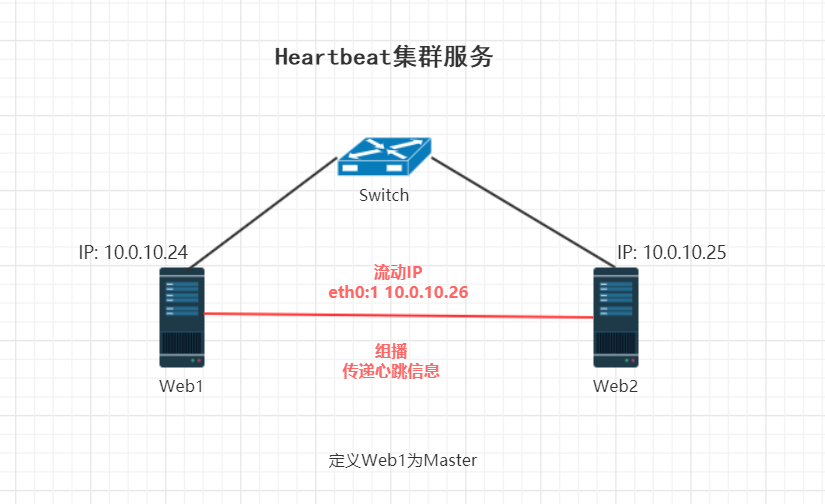 Heartbeat集群服务
Switch
IP: 10.0.10.24
IP: 10.0.10.25
流动IP
eth0:1 10.0.10.26
组播
传递心跳信息
Web1
Web2
定义Web1为Master